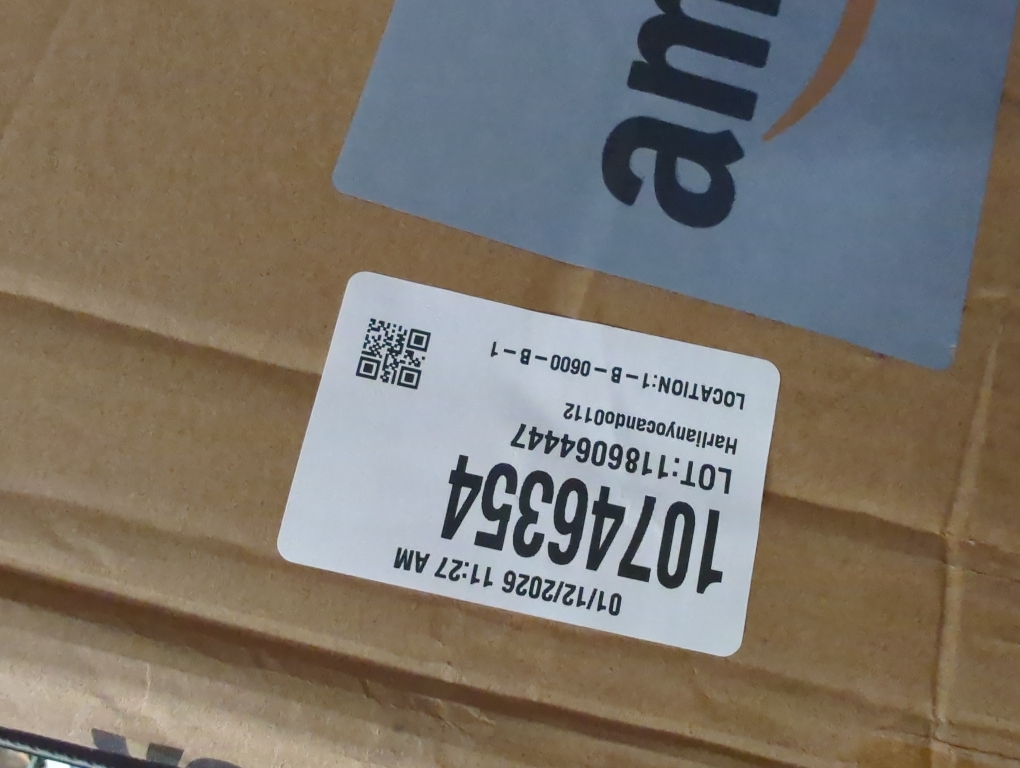 am
01/12/2026 11:27 AM
10746354
LOT:1186064447
Harlianyocando0112
LOCATION:1-B-0600-B-1